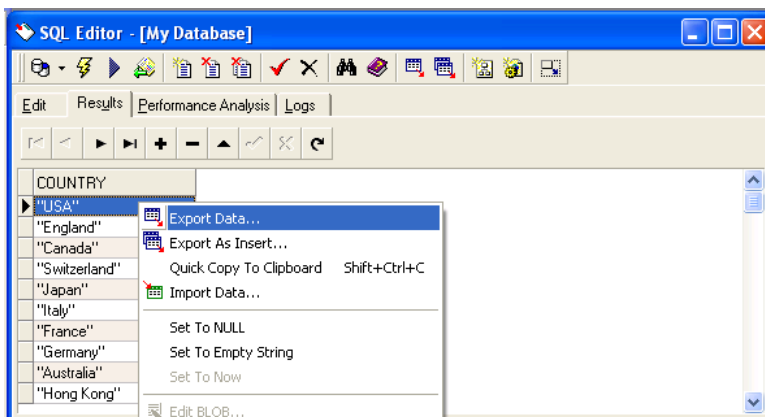 SQL Editor - [My Database]
Edit Results Performance Analysis Logs
COUNTRY
"USA"
"England"
"Canada"
"Switzerland"
"Japan"
"Italy"
"France"
"Germany"
"Australia"
"Hong Kong"
Export Data...
Export As Insert...
Quick Copy To Clipboard Shift+Ctrl+C
Import Data...
Set To NULL
Set To Empty String
Set To Now
Edit BLOB...